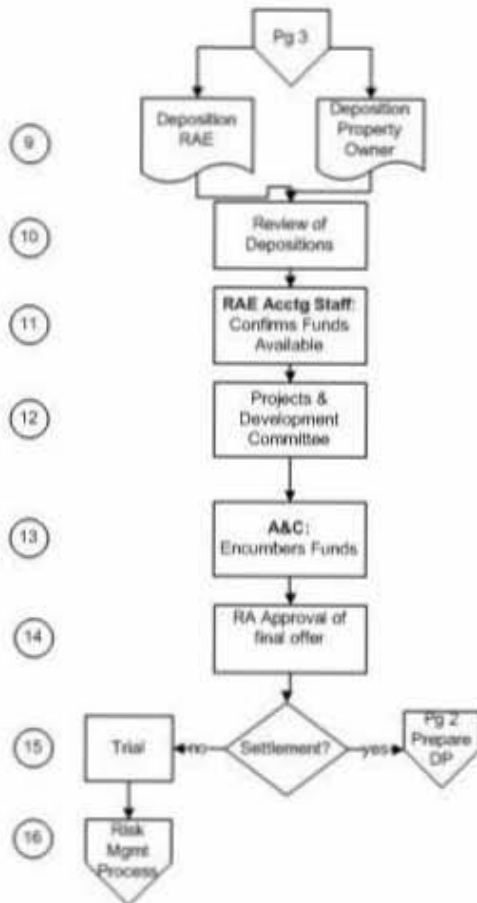 Pg 3
9
Deposition
RAE
Deposition
Property
Owner
10
Review of
Depositions
11
RAE Acctg Staff:
Confirms Funds
Available
12
Projects &
Development
Committee
13
A&C:
Encumbers Funds
14
RA Approval of
final offer
15
Trial
no
Settlement?
yes
Pg 2
Prepare
DP
16
Risk
Mgmt
Process